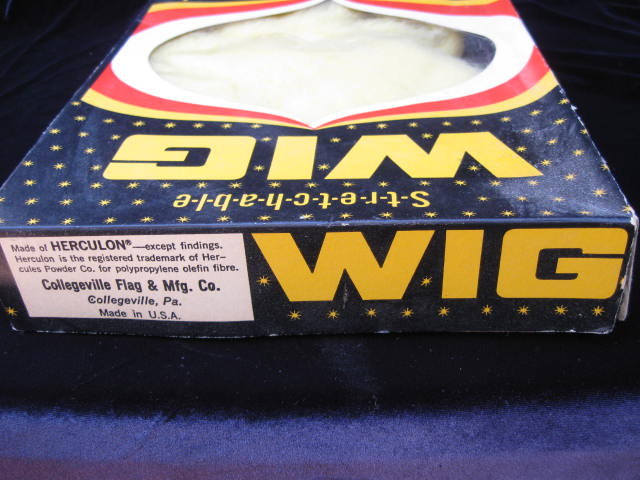 WIG
S-t-r-e-t-c-h-a-b-l-e
Made of HERCULON®—except findings.
Herculon is the registered trademark of Her-
cules Powder Co. for polypropylene olefin fibre.
Collegeville Flag & Mfg. Co.
Collegeville, Pa.
Made in U.S.A.
WIG